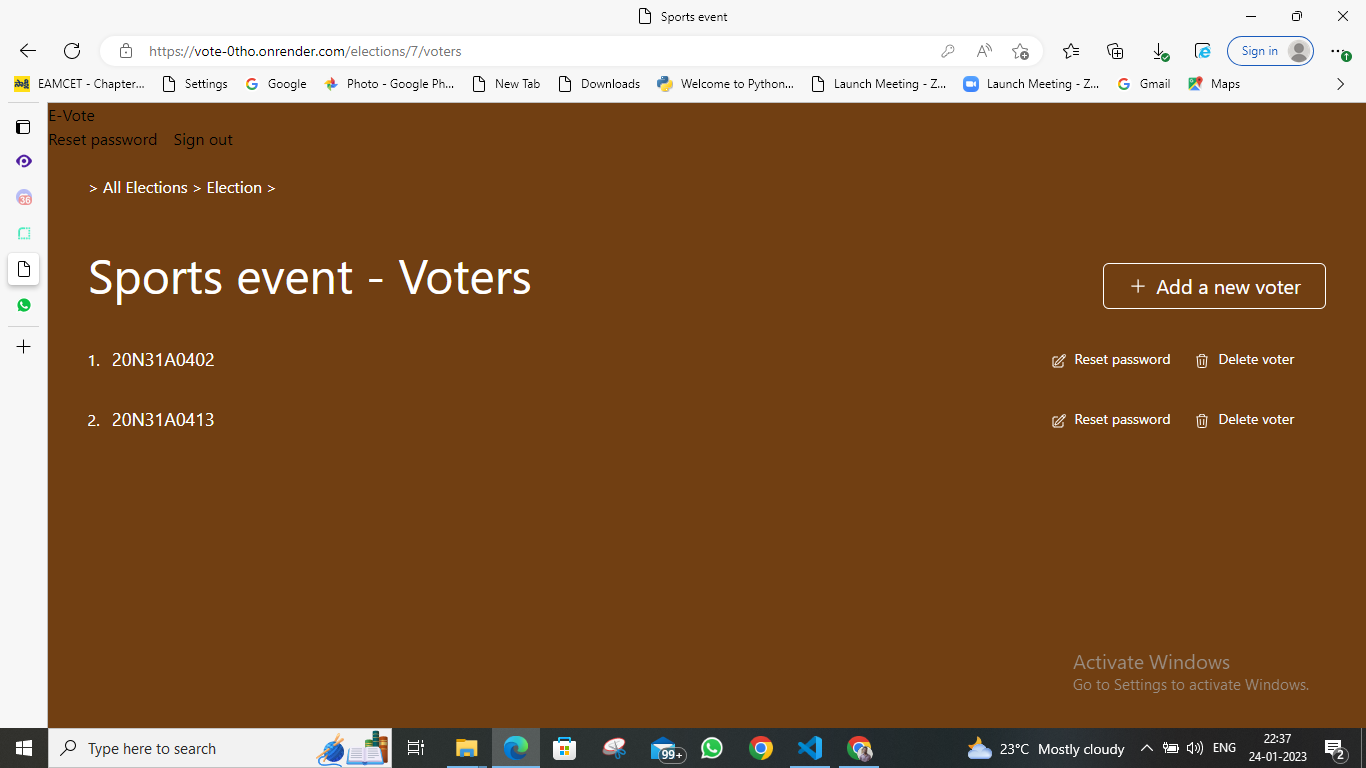 Sports event
https://vote-0tho.onrender.com/elections/7/voters
Sign in
EAMCET - Chapter... Settings Google Photo - Google Ph... New Tab Downloads Welcome to Python... Launch Meeting - Z... Launch Meeting - Z... Gmail Maps
E-Vote
Reset password Sign out
> All Elections > Election >
Sports event - Voters
+ Add a new voter
1. 20N31A0402 Reset password Delete voter
2. 20N31A0413 Reset password Delete voter
36
Activate Windows
Go to Settings to activate Windows.
Type here to search
99+
23°C Mostly cloudy
ENG
22:37
24-01-2023
2